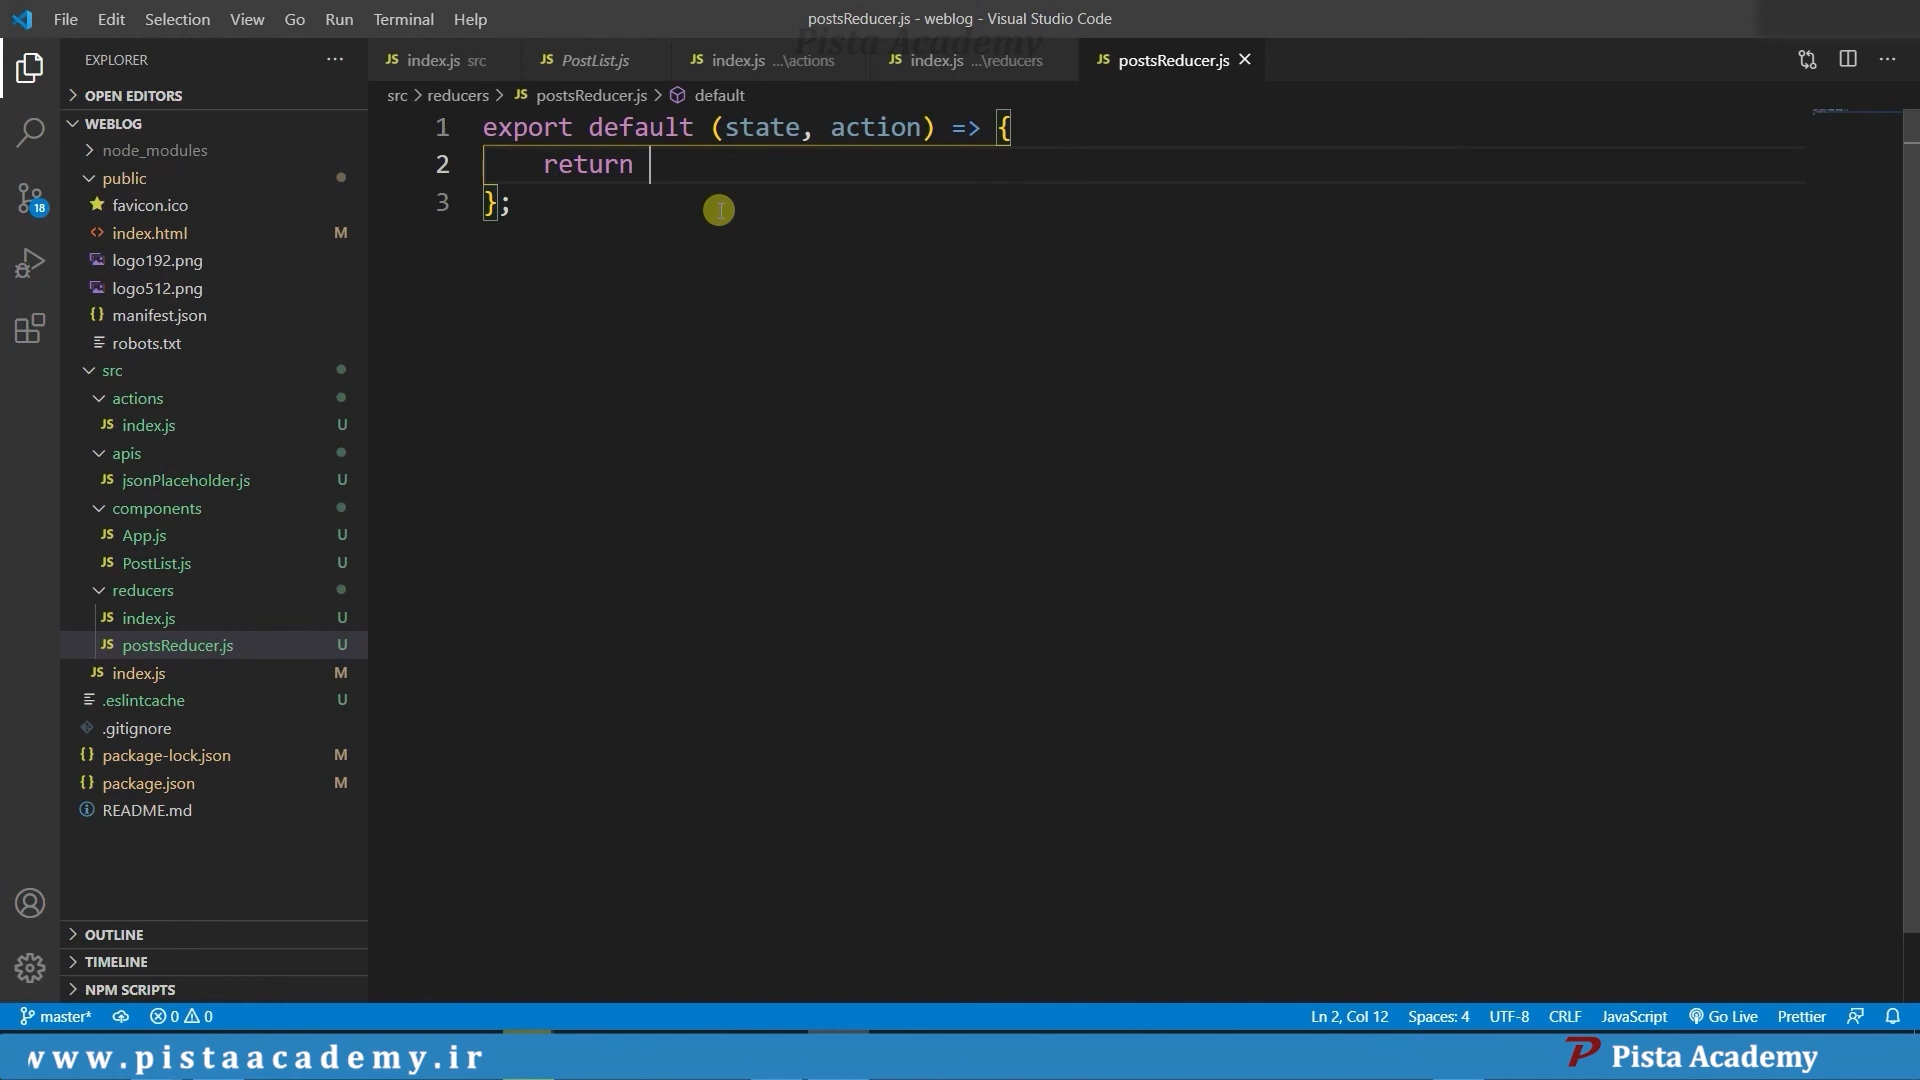 File Edit Selection View Go Run Terminal Help
postsReducer.js - weblog - Visual Studio Code
Pista Academy
EXPLORER
OPEN EDITORS
WEBLOG
node_modules
public
favicon.ico
index.html M
logo192.png
logo512.png
manifest.json
robots.txt
src
actions
JS index.js U
apis
JS jsonPlaceholder.js U
components
JS App.js U
JS PostList.js U
reducers
JS index.js U
JS postsReducer.js U
JS index.js M
.eslintcache U
.gitignore
{} package-lock.json M
{} package.json M
README.md
OUTLINE
TIMELINE
NPM SCRIPTS
18
JS index.js src JS PostList.js JS index.js ...\actions JS index.js ...\reducers JS postsReducer.js
src > reducers > JS postsReducer.js > default
1 export default (state, action) => {
2 return
3 };
master* 0 0 Ln 2, Col 12 Spaces: 4 UTF-8 CRLF JavaScript Go Live Prettier
www.pistaacademy.ir
Pista Academy